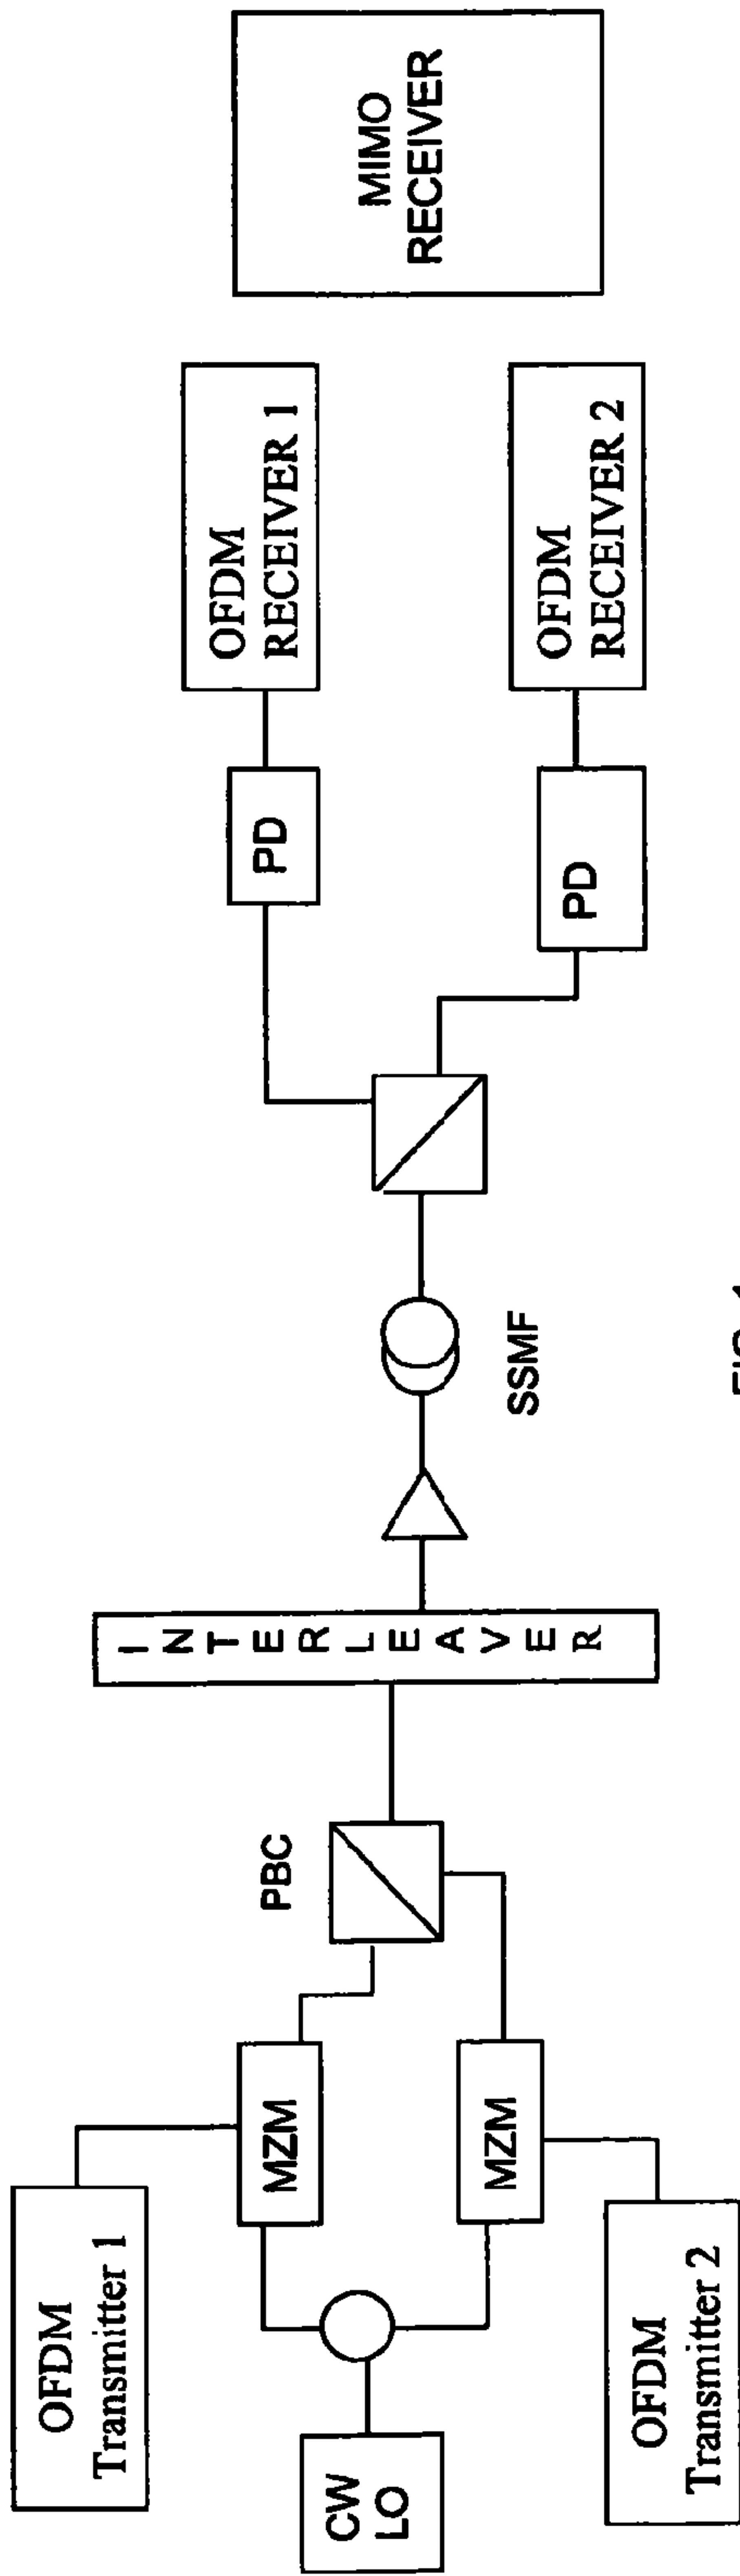 OFDM
Transmitter 1
CW
LO
OFDM
Transmitter 2
MZM
MZM
PBC
INTERLEAVER
SSMF
PD
PD
OFDM
RECEIVER 1
OFDM
RECEIVER 2
MIMO
RECEIVER